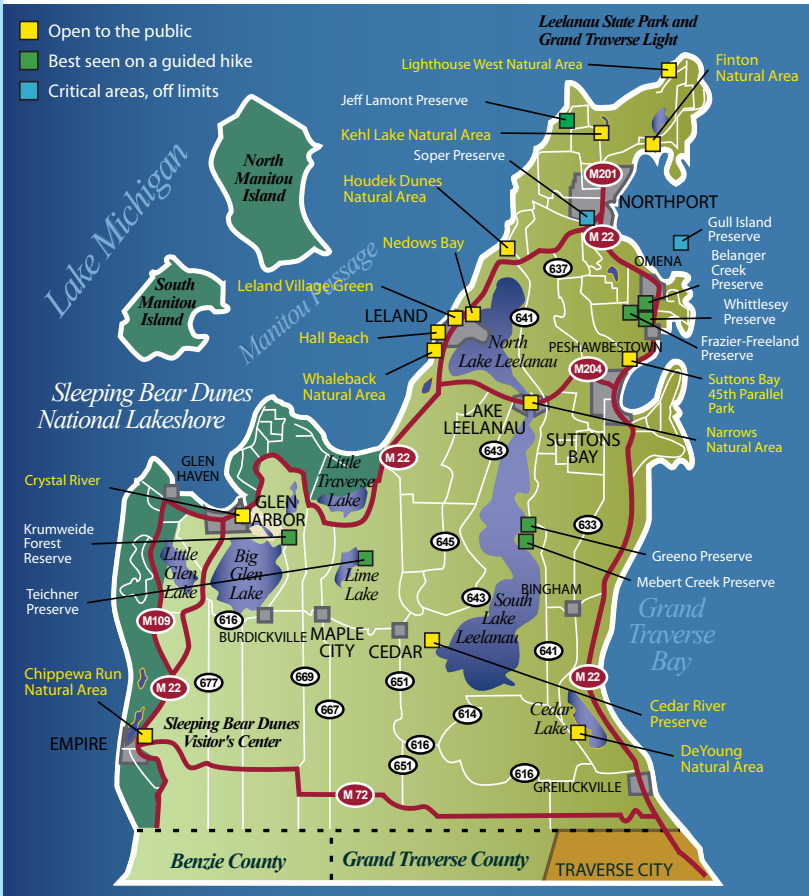 Open to the public
Best seen on a guided hike
Critical areas, off limits
Leelanau State Park and
Grand Traverse Light
Lighthouse West Natural Area
Finton
Natural Area
Jeff Lamont Preserve
Kehl Lake Natural Area
Soper Preserve
North
Manitou
Island
Houdek Dunes
Natural Area
M201
NORTHPORT
Lake Michigan
M 22
Gull Island
Preserve
Nedows Bay
637
OMENA
Belanger
Creek
Preserve
South
Manitou
Island
Leland Village Green
Manitou Passage
LELAND
641
Whittlesey
Preserve
Hall Beach
North
Lake Leelanau
PESHAWBESTOWN
Frazier-Freeland
Preserve
Whaleback
Natural Area
M204
Suttons Bay
45th Parallel
Park
Sleeping Bear Dunes
National Lakeshore
LAKE
LEELANAU
SUTTONS
BAY
Narrows
Natural Area
M 22
643
GLEN
HAVEN
Little
Traverse
Lake
Crystal River
GLEN
ARBOR
633
Krumweide
Forest
Reserve
645
Little
Glen
Lake
Big
Glen
Lake
Lime
Lake
Greeno Preserve
Mebert Creek Preserve
Teichner
Preserve
643
South
Lake
Leelanau
BINGHAM
Grand
Traverse
Bay
M109
616
BURDICKVILLE
MAPLE
CITY
CEDAR
641
Chippewa Run
Natural Area
M 22
677
669
651
M 22
667
614
Cedar
Lake
Cedar River
Preserve
Sleeping Bear Dunes
Visitor's Center
EMPIRE
616
651
616
DeYoung
Natural Area
GREILICKVILLE
M 72
Benzie County
Grand Traverse County
TRAVERSE CITY